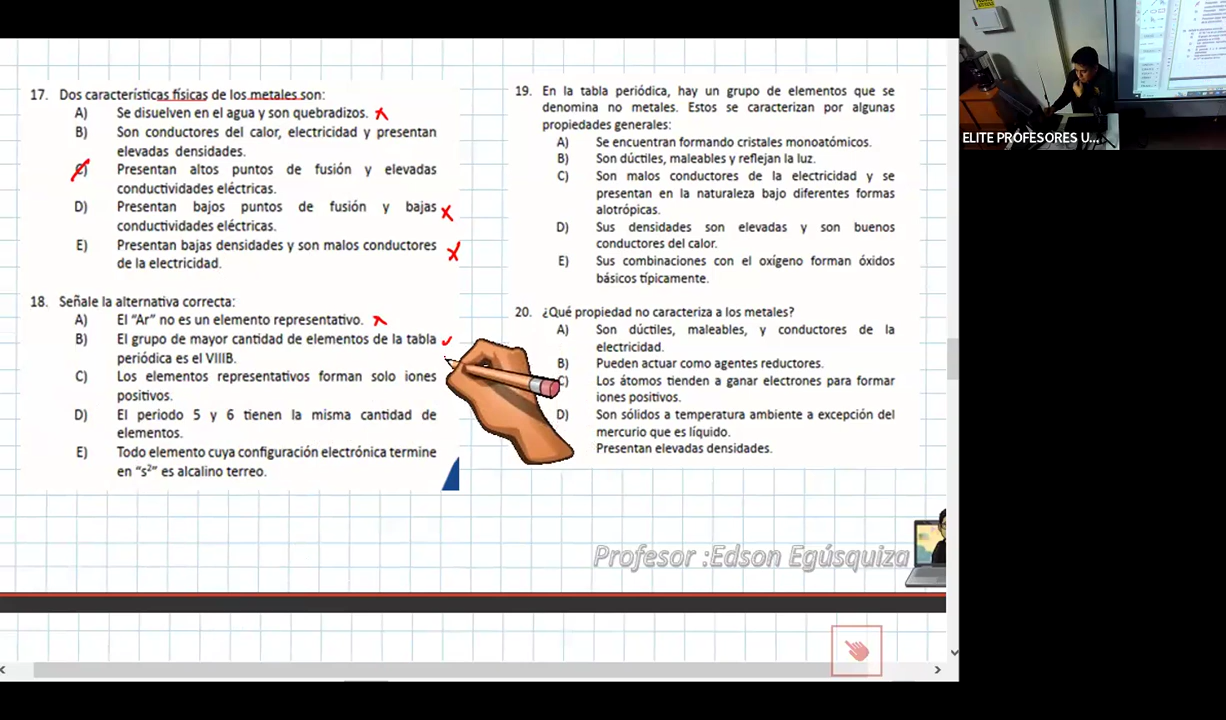 17. Dos características físicas de los metales son:
A) Se disuelven en el agua y son quebradizos.
B) Son conductores del calor, electricidad y presentan
elevadas densidades.
C) Presentan altos puntos de fusión y elevadas
conductividades eléctricas.
D) Presentan bajos puntos de fusión y bajas
conductividades eléctricas.
E) Presentan bajas densidades y son malos conductores
de la electricidad.
18. Señale la alternativa correcta:
A) El “Ar” no es un elemento representativo.
B) El grupo de mayor cantidad de elementos de la tabla
periódica es el VIIIB.
C) Los elementos representativos forman solo iones
positivos.
D) El periodo 5 y 6 tienen la misma cantidad de
elementos.
E) Todo elemento cuya configuración electrónica termine
en “s²” es alcalino terreo.
19. En la tabla periódica, hay un grupo de elementos que se
denomina no metales. Estos se caracterizan por algunas
propiedades generales:
A) Se encuentran formando cristales monoatómicos.
B) Son dúctiles, maleables y reflejan la luz.
C) Son malos conductores de la electricidad y se
presentan en la naturaleza bajo diferentes formas
alotrópicas.
D) Sus densidades son elevadas y son buenos
conductores del calor.
E) Sus combinaciones con el oxígeno forman óxidos
básicos típicamente.
20. ¿Qué propiedad no caracteriza a los metales?
A) Son dúctiles, maleables, y conductores de la
electricidad.
B) Pueden actuar como agentes reductores.
C) Los átomos tienden a ganar electrones para formar
iones positivos.
D) Son sólidos a temperatura ambiente a excepción del
mercurio que es líquido.
Presentan elevadas densidades.
Profesor :Edson Egúsquiza
ELITE PROFESORES U...